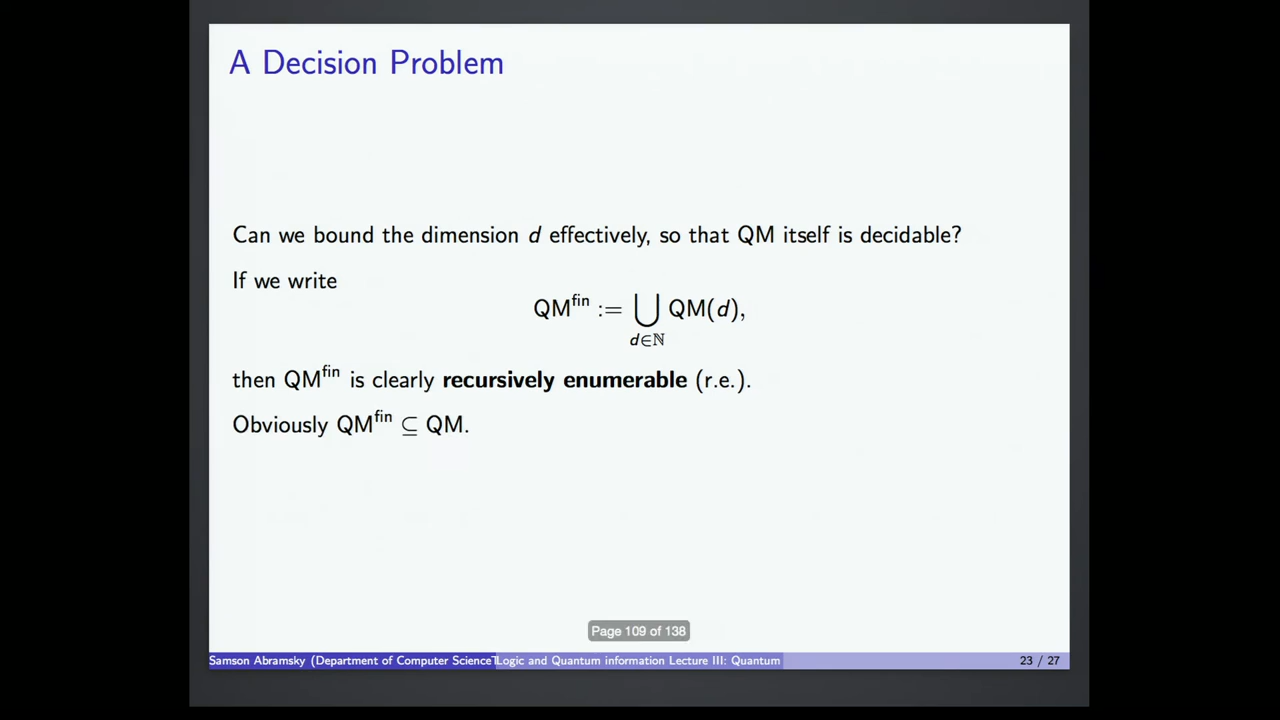 A Decision Problem
Can we bound the dimension d effectively, so that QM itself is decidable?
If we write
QM^fin := ⋃_{d∈ℕ} QM(d),
then QM^fin is clearly recursively enumerable (r.e.).
Obviously QM^fin ⊆ QM.
Page 109 of 138
Samson Abramsky (Department of Computer Science Logic and Quantum information Lecture III: Quantum 23 / 27